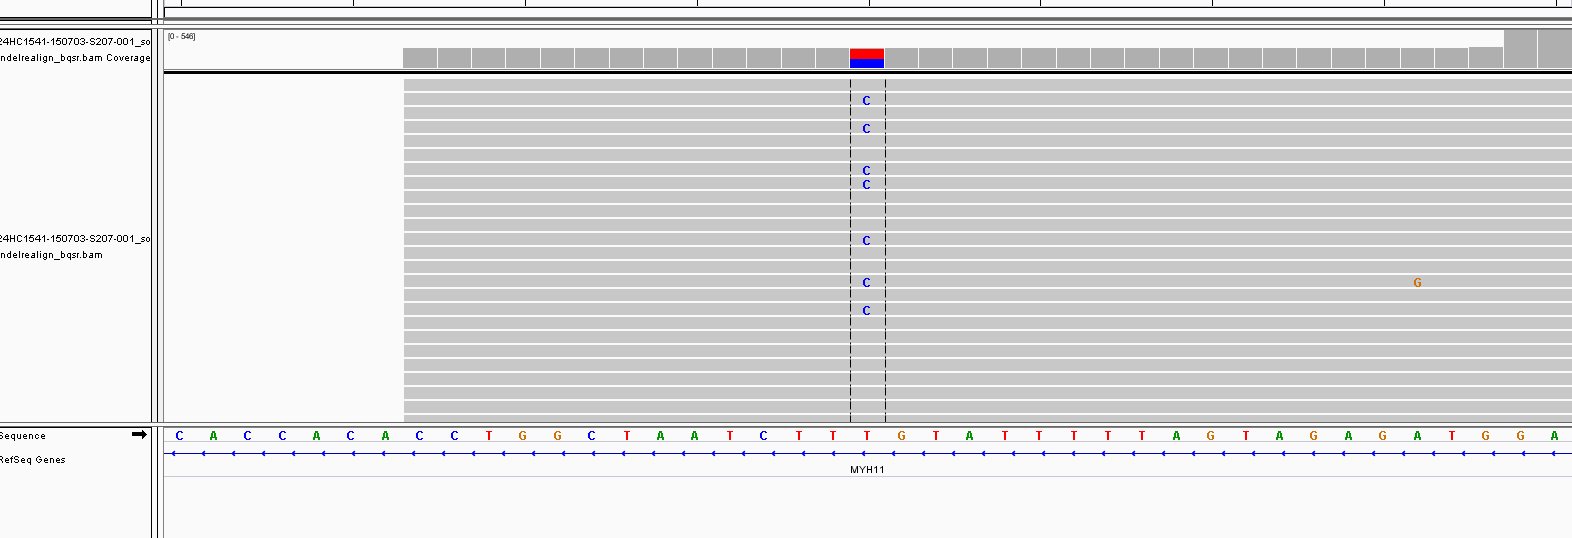 [0 - 546]
24HC1541-150703-S207-001_so
ndelrealign_bqsr.bam Coverage
C
C
C
C
24HC1541-150703-S207-001_so
C
ndelrealign_bqsr.bam
C G
C
Sequence C A C C A C A C C T G G C T A A T C T T T G T A T T T T T A G T A G A G A T G G A
RefSeq Genes
MYH11